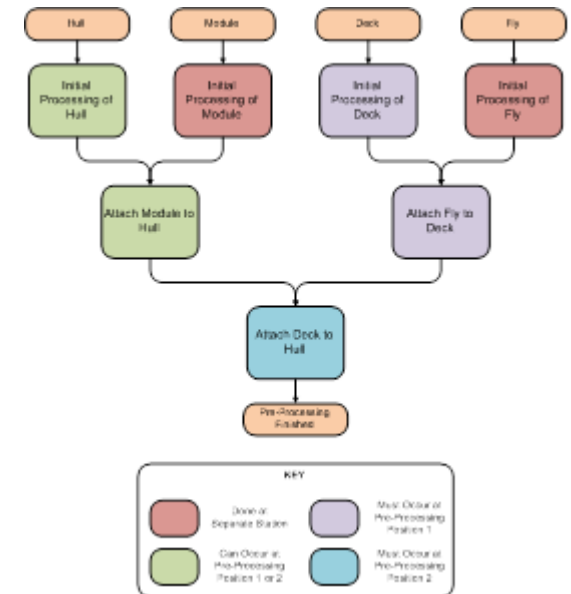 Hull
Module
Deck
Fly
Initial
Processing of
Hull
Initial
Processing of
Module
Initial
Processing of
Deck
Initial
Processing of
Fly
Attach Module to
Hull
Attach Fly to
Deck
Attach Deck to
Hull
Pre-Processing
Finished
KEY
Done at
Separate Station
Must Occur at
Pre-Processing
Position 1
Can Occur at
Pre-Processing
Position 1 or 2
Must Occur at
Pre-Processing
Position 2